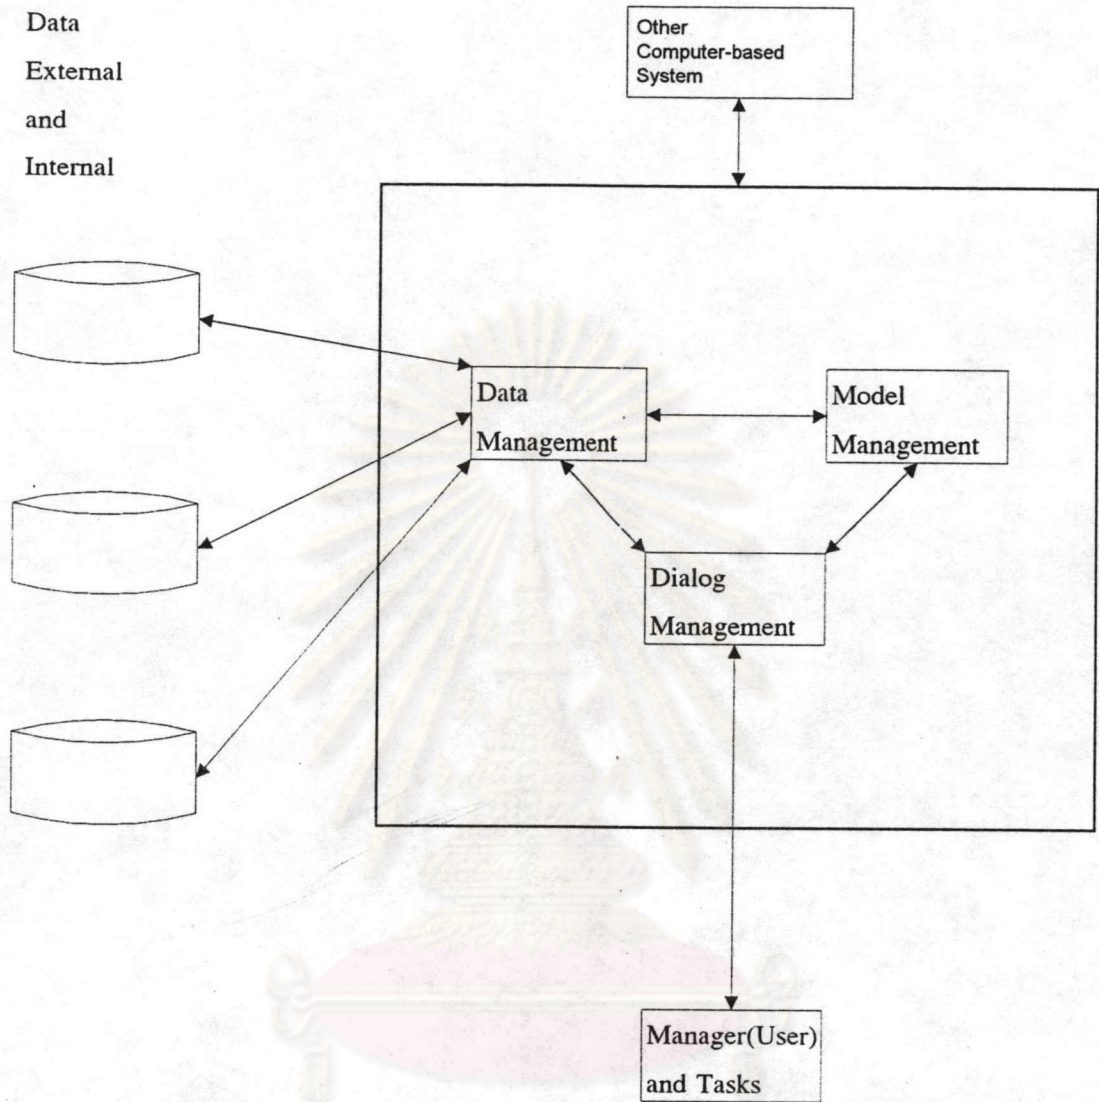 Data
External
and
Internal
Other
Computer-based
System
Data
Management
Model
Management
Dialog
Management
Manager(User)
and Tasks